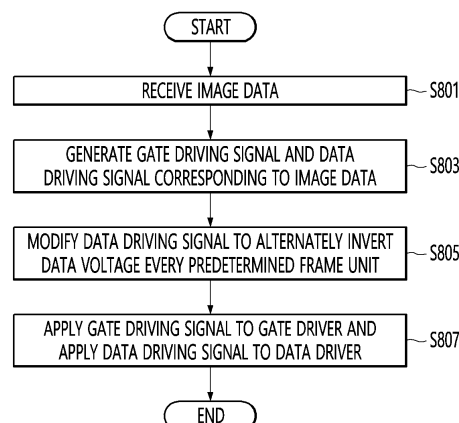 START
RECEIVE IMAGE DATA
S801
GENERATE GATE DRIVING SIGNAL AND DATA
DRIVING SIGNAL CORRESPONDING TO IMAGE DATA
S803
MODIFY DATA DRIVING SIGNAL TO ALTERNATELY INVERT
DATA VOLTAGE EVERY PREDETERMINED FRAME UNIT
S805
APPLY GATE DRIVING SIGNAL TO GATE DRIVER AND
APPLY DATA DRIVING SIGNAL TO DATA DRIVER
S807
END